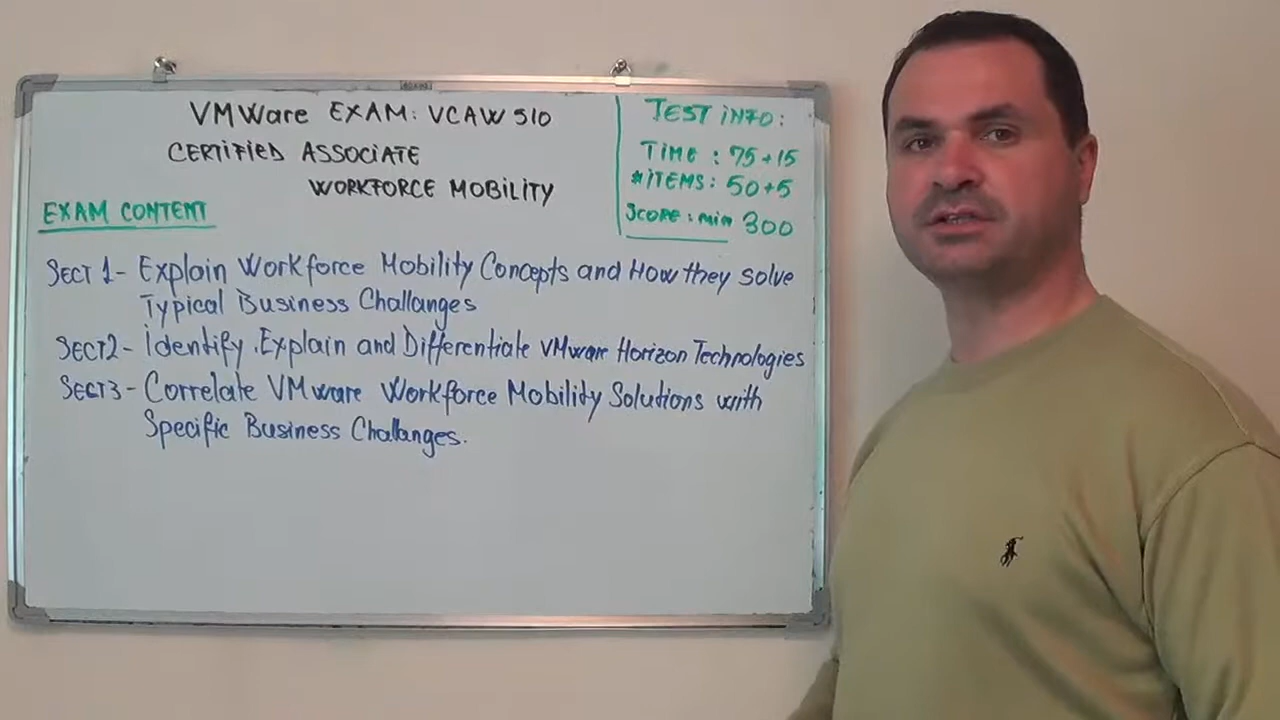 VMWare EXAM: VCAW510
CERTIFIED ASSOCIATE
WORKFORCE MOBILITY
TEST iNFO:
TIME: 75+15
*ITEMS: 50+5
SCORE: min 300
EXAM CONTENT
SECT 1- Explain Workforce Mobility Concepts and How they solve
Typical Business Challanges
SECT2- Identify, Explain and Differentiate VMware Horizon Technologies
SECT3- Correlate VMware Workforce Mobility Solutions with
Specific Business Challanges.